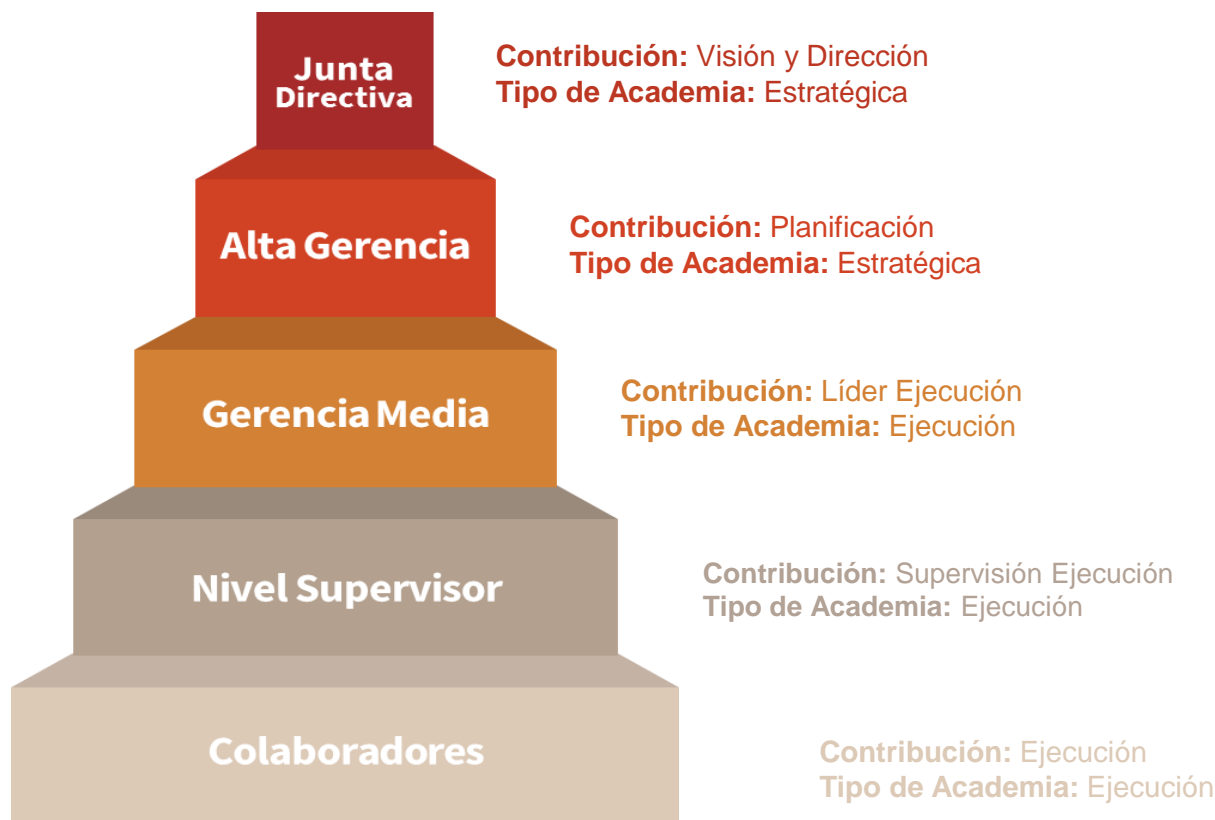 Junta
Directiva
Contribución: Visión y Dirección
Tipo de Academia: Estratégica
Alta Gerencia
Contribución: Planificación
Tipo de Academia: Estratégica
Gerencia Media
Contribución: Líder Ejecución
Tipo de Academia: Ejecución
Nivel Supervisor
Contribución: Supervisión Ejecución
Tipo de Academia: Ejecución
Colaboradores
Contribución: Ejecución
Tipo de Academia: Ejecución